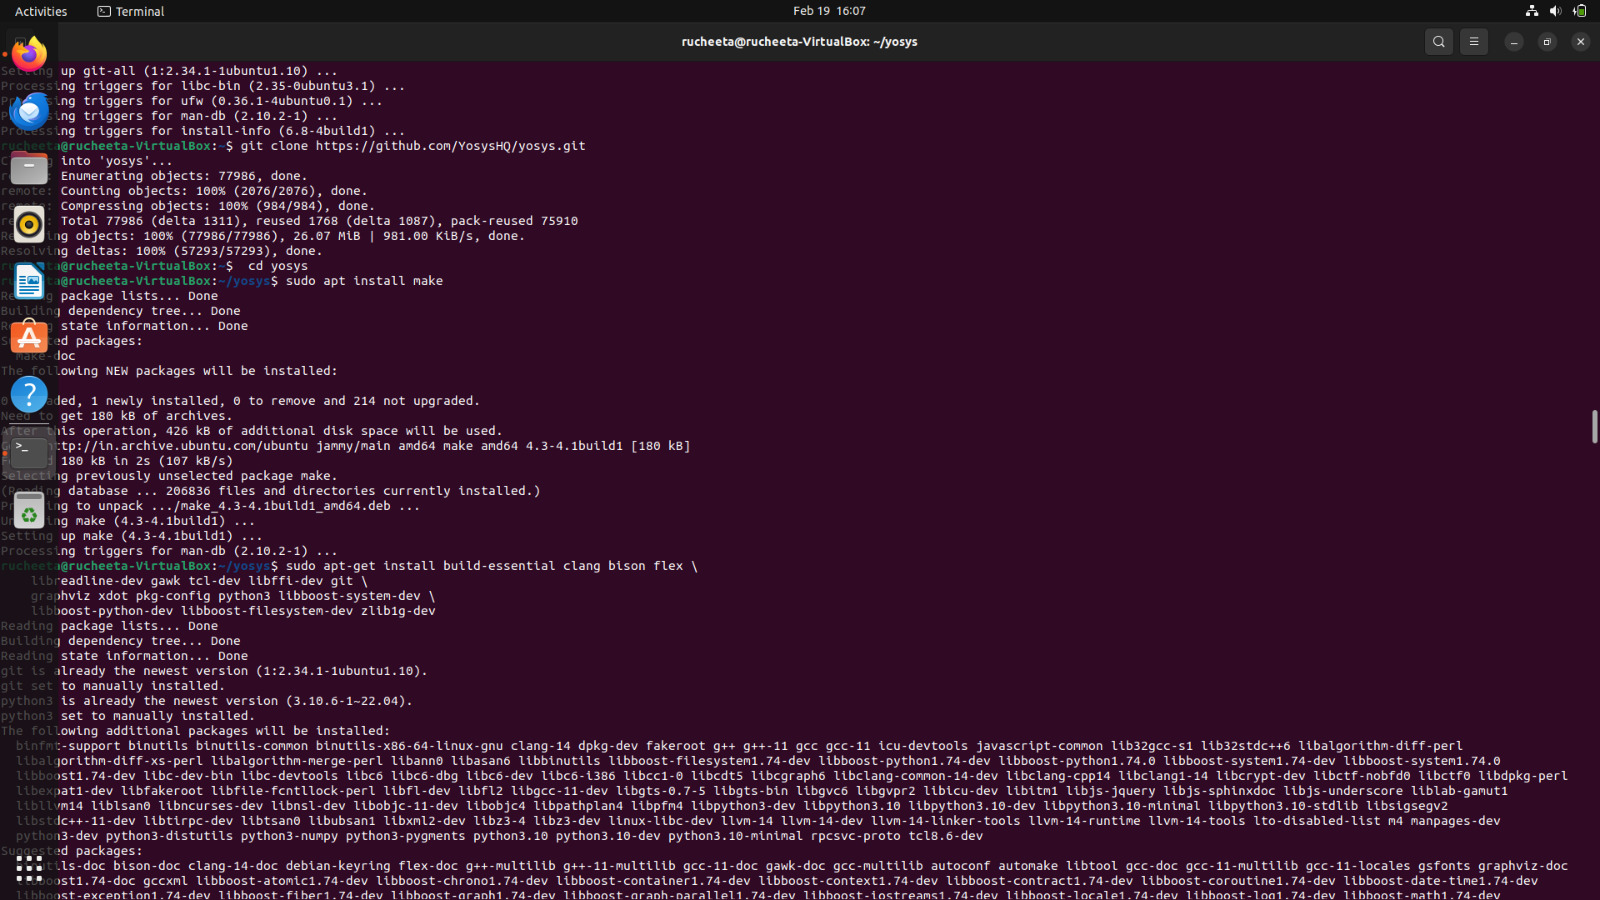 Activities
Terminal
Feb 19 16:07
rucheeta@rucheeta-VirtualBox: ~/yosys
Setting up git-all (1:2.34.1-1ubuntu1.10) ...
Processing triggers for libc-bin (2.35-0ubuntu3.1) ...
Processing triggers for ufw (0.36.1-4ubuntu0.1) ...
Processing triggers for man-db (2.10.2-1) ...
Processing triggers for install-info (6.8-4build1) ...
rucheeta@rucheeta-VirtualBox:~$ git clone https://github.com/YosysHQ/yosys.git
into 'yosys'...
Enumerating objects: 77986, done.
remote: Counting objects: 100% (2076/2076), done.
Compressing objects: 100% (984/984), done.
Total 77986 (delta 1311), reused 1768 (delta 1087), pack-reused 75910
objects: 100% (77986/77986), 26.07 MiB | 981.00 KiB/s, done.
Resolving deltas: 100% (57293/57293), done.
rucheeta@rucheeta-VirtualBox:~$  cd yosys
rucheeta@rucheeta-VirtualBox:~/yosys$ sudo apt install make
package lists... Done
Building dependency tree... Done
state information... Done
packages:
make-doc
The following NEW packages will be installed:
1 newly installed, 0 to remove and 214 not upgraded.
Need to get 180 kB of archives.
After this operation, 426 kB of additional disk space will be used.
http://in.archive.ubuntu.com/ubuntu jammy/main amd64 make amd64 4.3-4.1build1 [180 kB]
180 kB in 2s (107 kB/s)
Selecting previously unselected package make.
(Reading database ... 206836 files and directories currently installed.)
Preparing to unpack .../make_4.3-4.1build1_amd64.deb ...
Unpacking make (4.3-4.1build1) ...
Setting up make (4.3-4.1build1) ...
Processing triggers for man-db (2.10.2-1) ...
rucheeta@rucheeta-VirtualBox:~/yosys$ sudo apt-get install build-essential clang bison flex \
libreadline-dev gawk tcl-dev libffi-dev git \
graphviz xdot pkg-config python3 libboost-system-dev \
libboost-python-dev libboost-filesystem-dev zlib1g-dev
Reading package lists... Done
Building dependency tree... Done
Reading state information... Done
git is already the newest version (1:2.34.1-1ubuntu1.10).
git set to manually installed.
python3 is already the newest version (3.10.6-1~22.04).
python3 set to manually installed.
The following additional packages will be installed:
binfmt-support binutils binutils-common binutils-x86-64-linux-gnu clang-14 dpkg-dev fakeroot g++ g++-11 gcc gcc-11 icu-devtools javascript-common lib32gcc-s1 lib32stdc++6 libalgorithm-diff-perl
libalgorithm-diff-xs-perl libalgorithm-merge-perl libann0 libasan6 libbinutils libboost-filesystem1.74-dev libboost-python1.74-dev libboost-python1.74.0 libboost-system1.74-dev libboost-system1.74.0
libboost1.74-dev libc-dev-bin libc-devtools libc6 libc6-dbg libc6-dev libc6-i386 libcc1-0 libcdt5 libcgraph6 libclang-common-14-dev libclang-cpp14 libclang1-14 libcrypt-dev libctf-nobfd0 libctf0 libdpkg-perl
libexpat1-dev libfakeroot libfile-fcntllock-perl libfl-dev libfl2 libgcc-11-dev libgts-0.7-5 libgts-bin libgvc6 libgvpr2 libicu-dev libitm1 libjs-jquery libjs-sphinxdoc libjs-underscore liblab-gamut1
libllvm14 liblsan0 libncurses-dev libnsl-dev libobjc-11-dev libobjc4 libpathplan4 libpfm4 libpython3-dev libpython3.10 libpython3.10-dev libpython3.10-minimal libpython3.10-stdlib libsigsegv2
libstdc++-11-dev libtirpc-dev libtsan0 libubsan1 libxml2-dev libz3-4 libz3-dev linux-libc-dev llvm-14 llvm-14-dev llvm-14-linker-tools llvm-14-runtime llvm-14-tools lto-disabled-list m4 manpages-dev
python3-dev python3-distutils python3-numpy python3-pygments python3.10 python3.10-dev python3.10-minimal rpcsvc-proto tcl8.6-dev
Suggested packages:
binutils-doc bison-doc clang-14-doc debian-keyring flex-doc g++-multilib g++-11-multilib gcc-11-doc gawk-doc gcc-multilib autoconf automake libtool gcc-doc gcc-11-multilib gcc-11-locales gsfonts graphviz-doc
libboost1.74-doc gccxml libboost-atomic1.74-dev libboost-chrono1.74-dev libboost-container1.74-dev libboost-context1.74-dev libboost-contract1.74-dev libboost-coroutine1.74-dev libboost-date-time1.74-dev
libboost-exception1.74-dev libboost-fiber1.74-dev libboost-graph1.74-dev libboost-graph-parallel1.74-dev libboost-iostreams1.74-dev libboost-locale1.74-dev libboost-log1.74-dev libboost-math1.74-dev